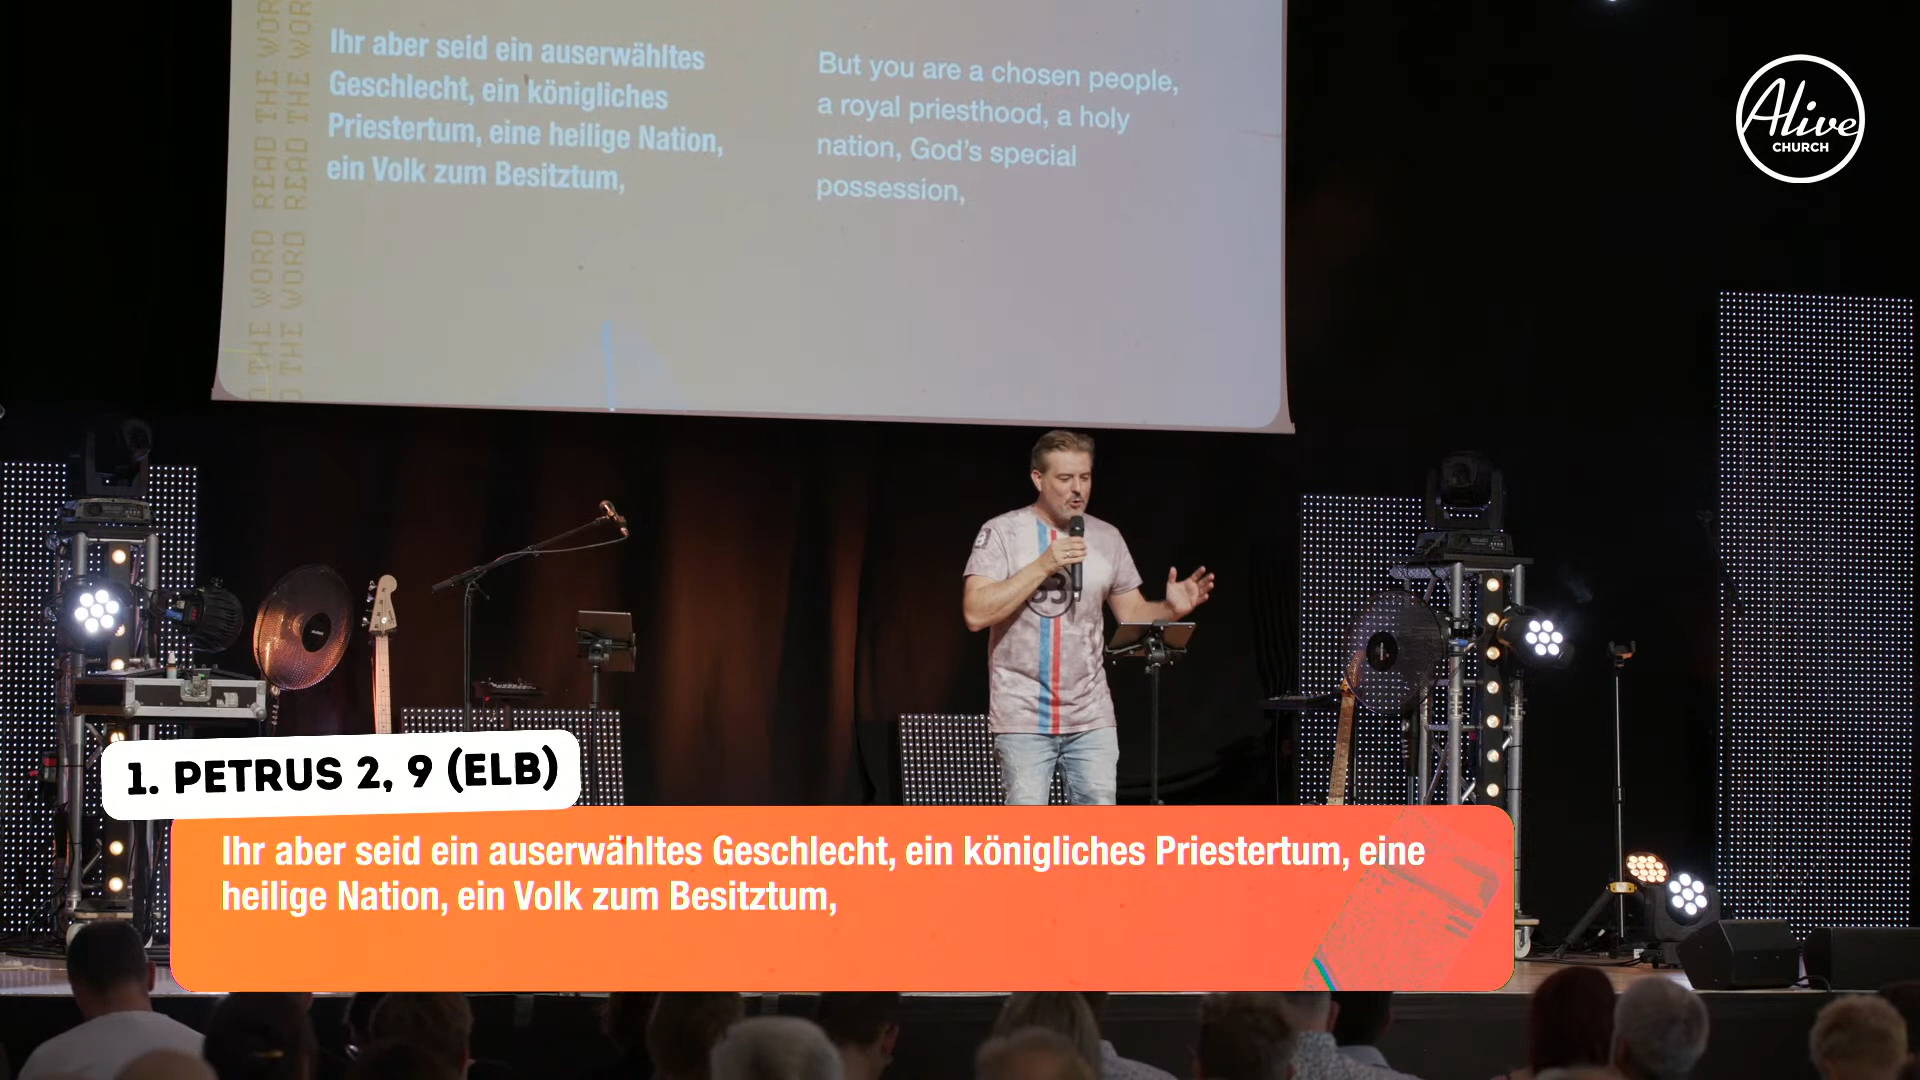 Ihr aber seid ein auserwähltes
Geschlecht, ein königliches
Priestertum, eine heilige Nation,
ein Volk zum Besitztum,
But you are a chosen people,
a royal priesthood, a holy
nation, God's special
possession,
READ THE WORD
READ THE WORD
Alive
CHURCH
1. PETRUS 2, 9 (ELB)
Ihr aber seid ein auserwähltes Geschlecht, ein königliches Priestertum, eine
heilige Nation, ein Volk zum Besitztum,